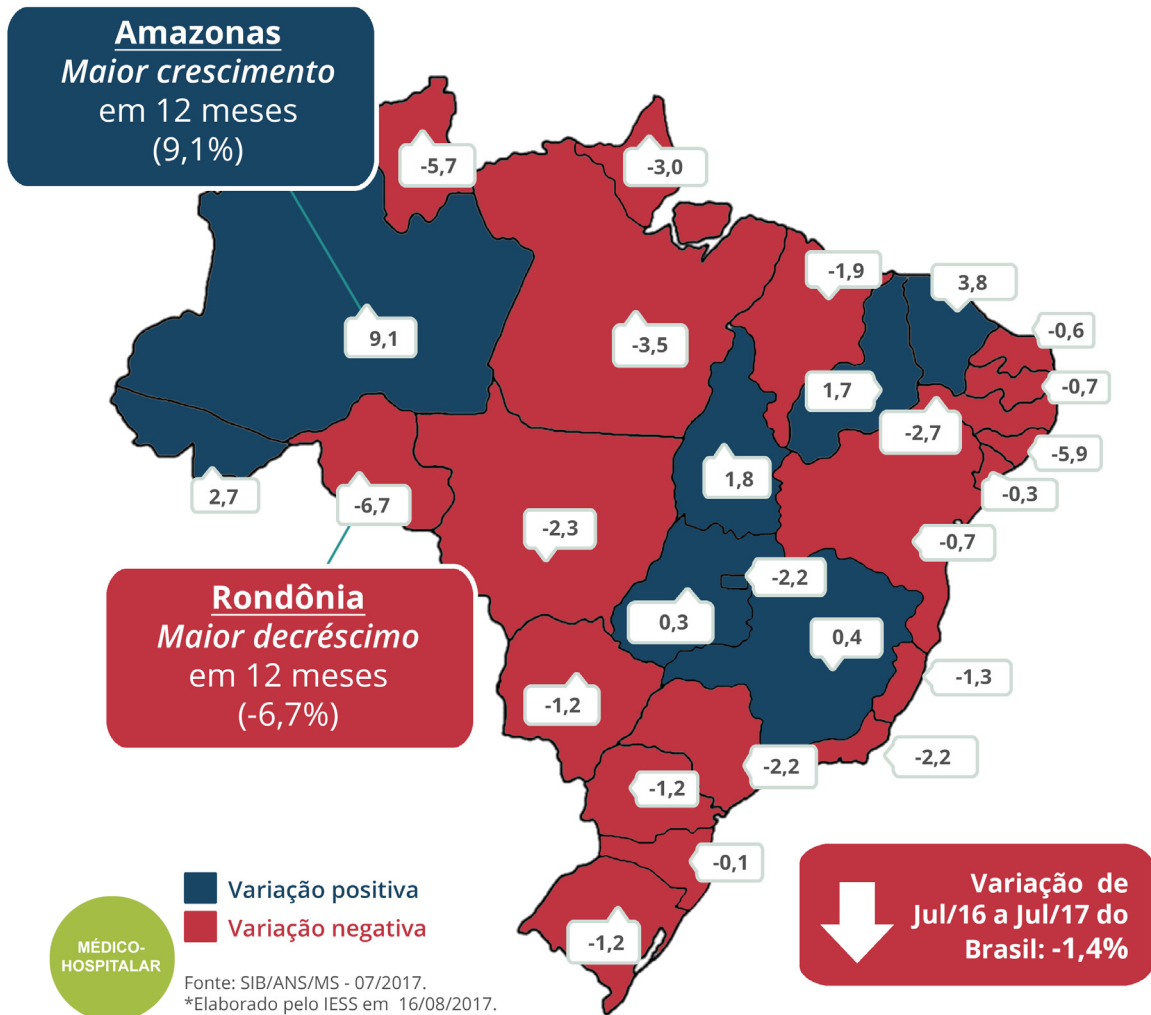 Amazonas
Maior crescimento
em 12 meses
(9,1%)
-5,7
-3,0
-1,9
3,8
-0,6
9,1
-3,5
1,7
-0,7
-2,7
-5,9
1,8
-0,3
2,7
-6,7
-2,3
-0,7
-2,2
Rondônia
Maior decréscimo
em 12 meses
(-6,7%)
0,3
0,4
-1,3
-1,2
-2,2
-2,2
-1,2
-0,1
-1,2
Variação positiva
Variação negativa
MÉDICO-
HOSPITALAR
Fonte: SIB/ANS/MS - 07/2017.
*Elaborado pelo IESS em 16/08/2017.
Variação de
Jul/16 a Jul/17 do
Brasil: -1,4%